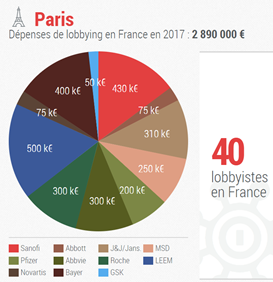 Paris
Dépenses de lobbying en France en 2017 : 2 890 000 €
50 k€
430 k€
400 k€
75 k€
75 k€
310 k€
500 k€
250 k€
200 k€
300 k€
300 k€
40
lobbyistes
en France
Sanofi
Abbott
J&J/Jans
MSD
Pfizer
Abbvie
Roche
LEEM
Novartis
Bayer
GSK